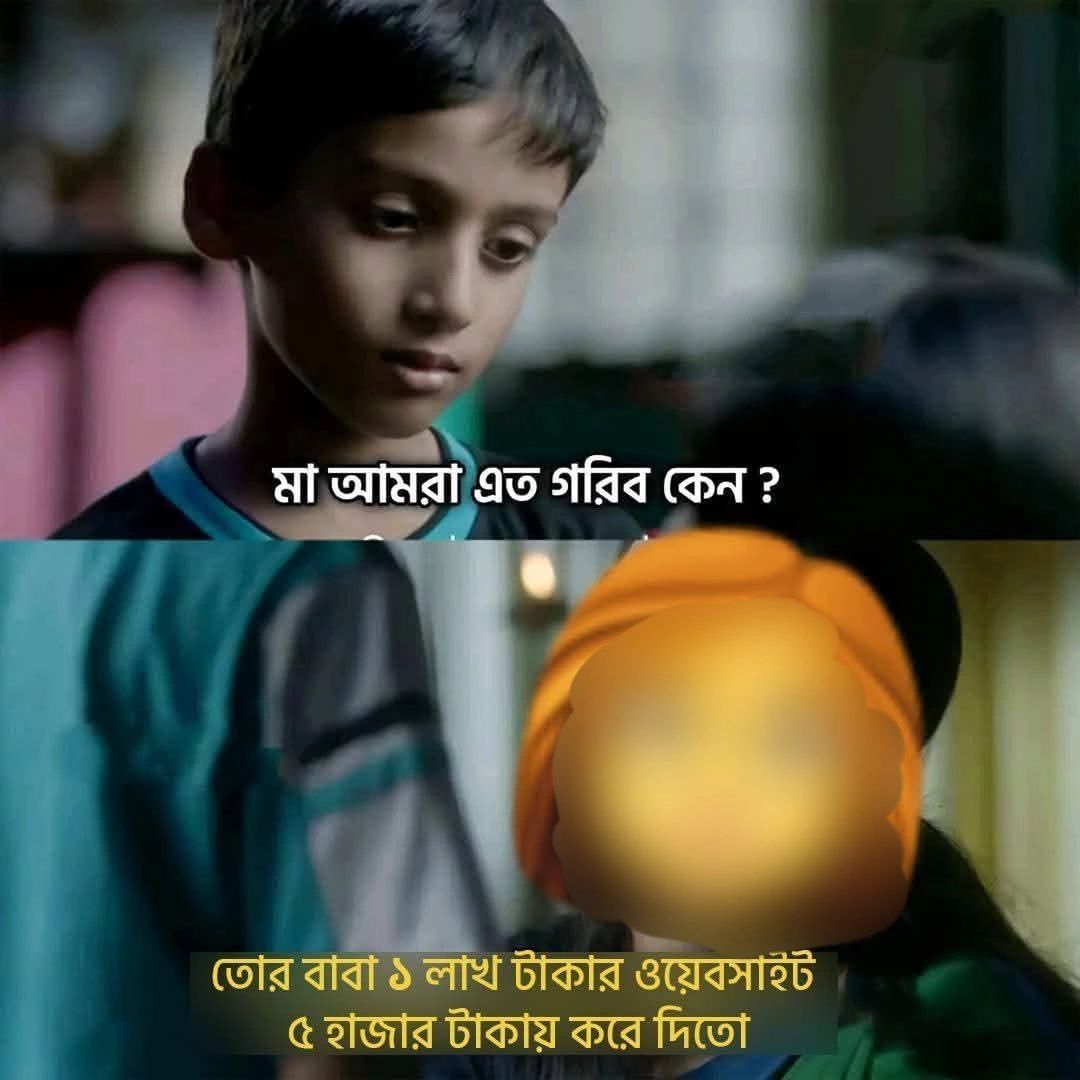 মা আমরা এত গরিব কেন ?
তোর বাবা ১ লাখ টাকার ওয়েবসাইট
৫ হাজার টাকায় করে দিতো